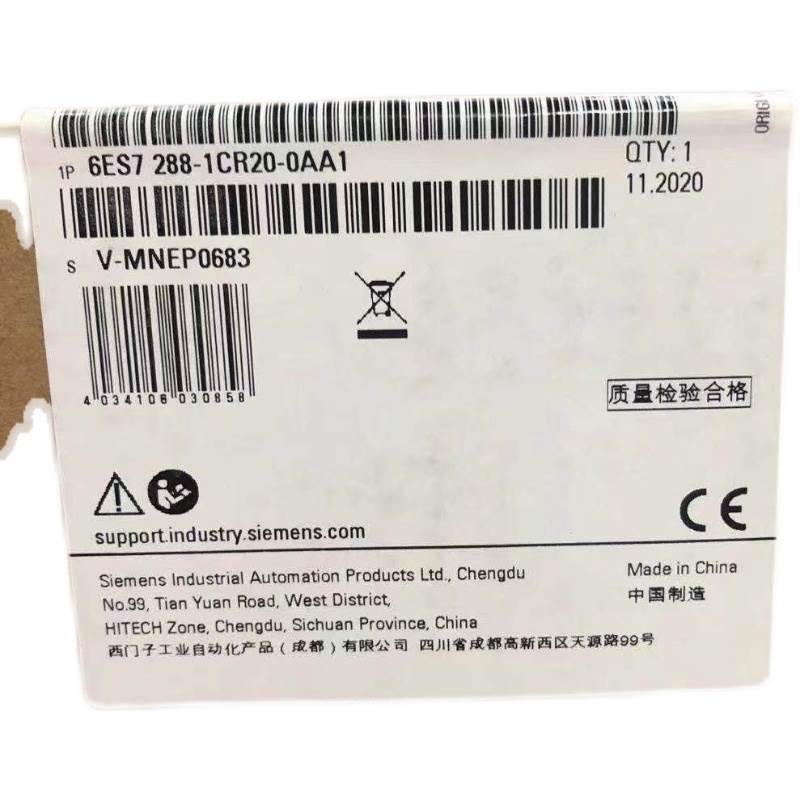 ORIGI
1P 6ES7 288-1CR20-0AA1
QTY: 1
11.2020
S V-MNEP0683
4 034106 030858
质量检验合格
CE
support.industry.siemens.com
Siemens Industrial Automation Products Ltd., Chengdu
No.99, Tian Yuan Road, West District,
HITECH Zone, Chengdu, Sichuan Province, China
西门子工业自动化产品（成都）有限公司 四川省成都高新西区天源路99号
Made in China
中国制造